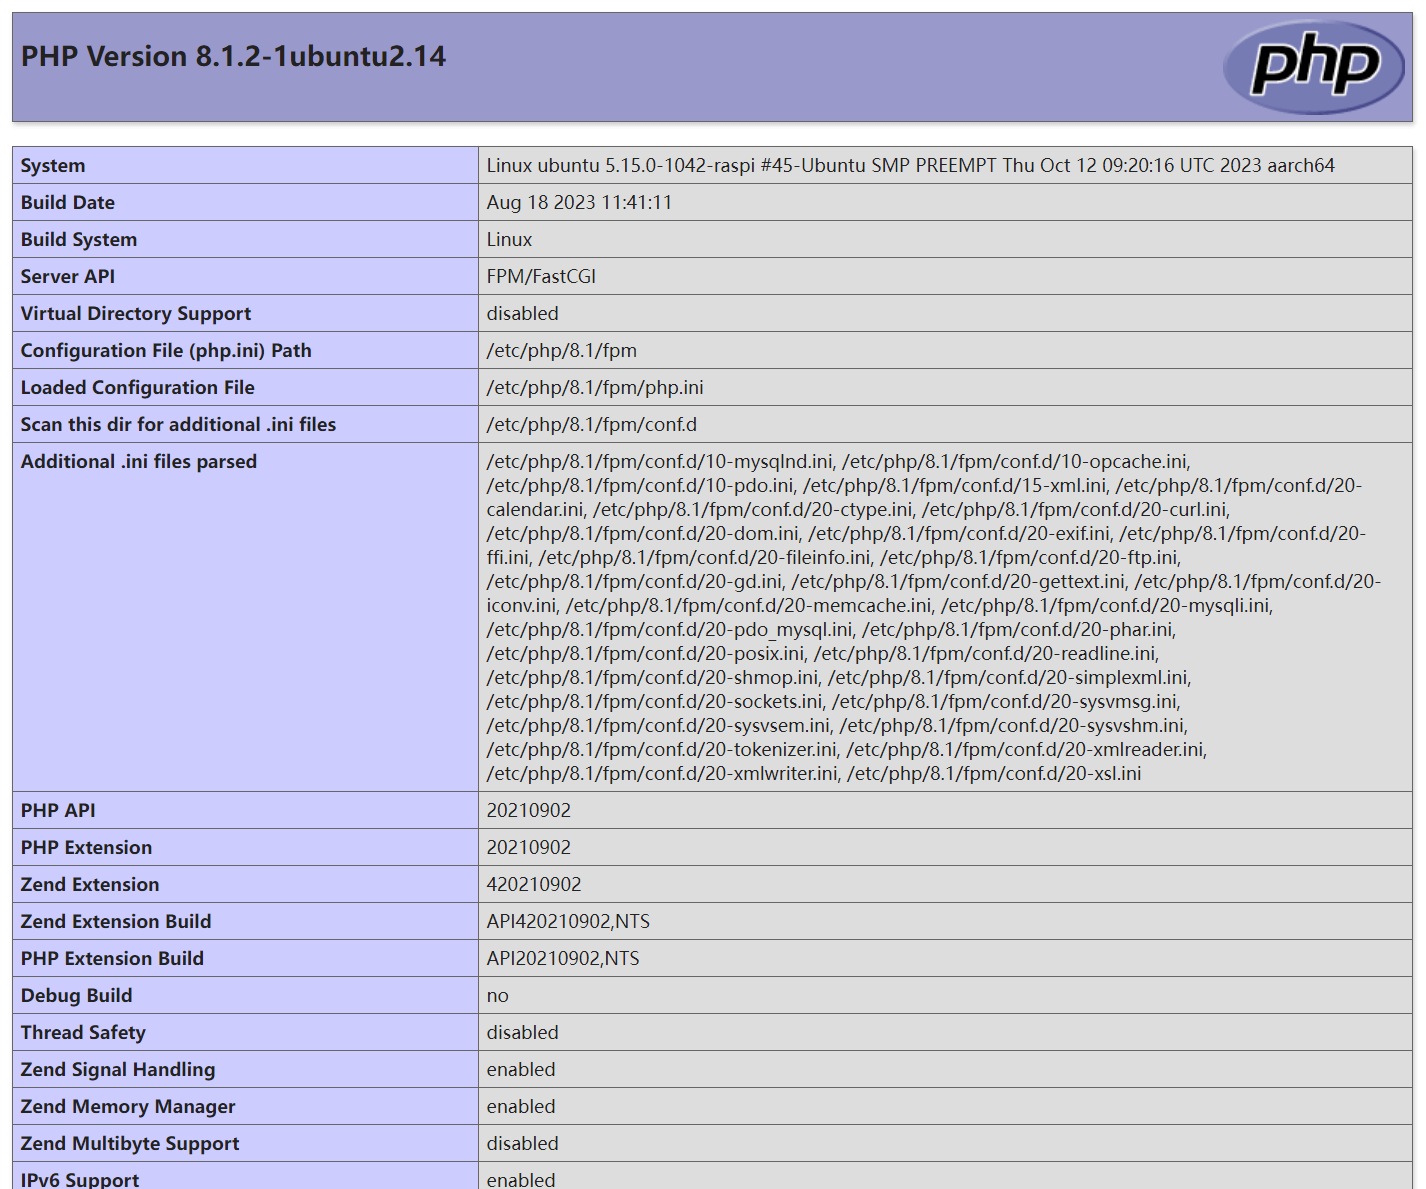 PHP Version 8.1.2-1ubuntu2.14
php
System
Linux ubuntu 5.15.0-1042-raspi #45-Ubuntu SMP PREEMPT Thu Oct 12 09:20:16 UTC 2023 aarch64
Build Date
Aug 18 2023 11:41:11
Build System
Linux
Server API
FPM/FastCGI
Virtual Directory Support
disabled
Configuration File (php.ini) Path
/etc/php/8.1/fpm
Loaded Configuration File
/etc/php/8.1/fpm/php.ini
Scan this dir for additional .ini files
/etc/php/8.1/fpm/conf.d
Additional .ini files parsed
/etc/php/8.1/fpm/conf.d/10-mysqlnd.ini, /etc/php/8.1/fpm/conf.d/10-opcache.ini,
/etc/php/8.1/fpm/conf.d/10-pdo.ini, /etc/php/8.1/fpm/conf.d/15-xml.ini, /etc/php/8.1/fpm/conf.d/20-
calendar.ini, /etc/php/8.1/fpm/conf.d/20-ctype.ini, /etc/php/8.1/fpm/conf.d/20-curl.ini,
/etc/php/8.1/fpm/conf.d/20-dom.ini, /etc/php/8.1/fpm/conf.d/20-exif.ini, /etc/php/8.1/fpm/conf.d/20-
ffi.ini, /etc/php/8.1/fpm/conf.d/20-fileinfo.ini, /etc/php/8.1/fpm/conf.d/20-ftp.ini,
/etc/php/8.1/fpm/conf.d/20-gd.ini, /etc/php/8.1/fpm/conf.d/20-gettext.ini, /etc/php/8.1/fpm/conf.d/20-
iconv.ini, /etc/php/8.1/fpm/conf.d/20-memcache.ini, /etc/php/8.1/fpm/conf.d/20-mysqli.ini,
/etc/php/8.1/fpm/conf.d/20-pdo_mysql.ini, /etc/php/8.1/fpm/conf.d/20-phar.ini,
/etc/php/8.1/fpm/conf.d/20-posix.ini, /etc/php/8.1/fpm/conf.d/20-readline.ini,
/etc/php/8.1/fpm/conf.d/20-shmop.ini, /etc/php/8.1/fpm/conf.d/20-simplexml.ini,
/etc/php/8.1/fpm/conf.d/20-sockets.ini, /etc/php/8.1/fpm/conf.d/20-sysvmsg.ini,
/etc/php/8.1/fpm/conf.d/20-sysvsem.ini, /etc/php/8.1/fpm/conf.d/20-sysvshm.ini,
/etc/php/8.1/fpm/conf.d/20-tokenizer.ini, /etc/php/8.1/fpm/conf.d/20-xmlreader.ini,
/etc/php/8.1/fpm/conf.d/20-xmlwriter.ini, /etc/php/8.1/fpm/conf.d/20-xsl.ini
PHP API
20210902
PHP Extension
20210902
Zend Extension
420210902
Zend Extension Build
API420210902,NTS
PHP Extension Build
API20210902,NTS
Debug Build
no
Thread Safety
disabled
Zend Signal Handling
enabled
Zend Memory Manager
enabled
Zend Multibyte Support
disabled
IPv6 Support
enabled